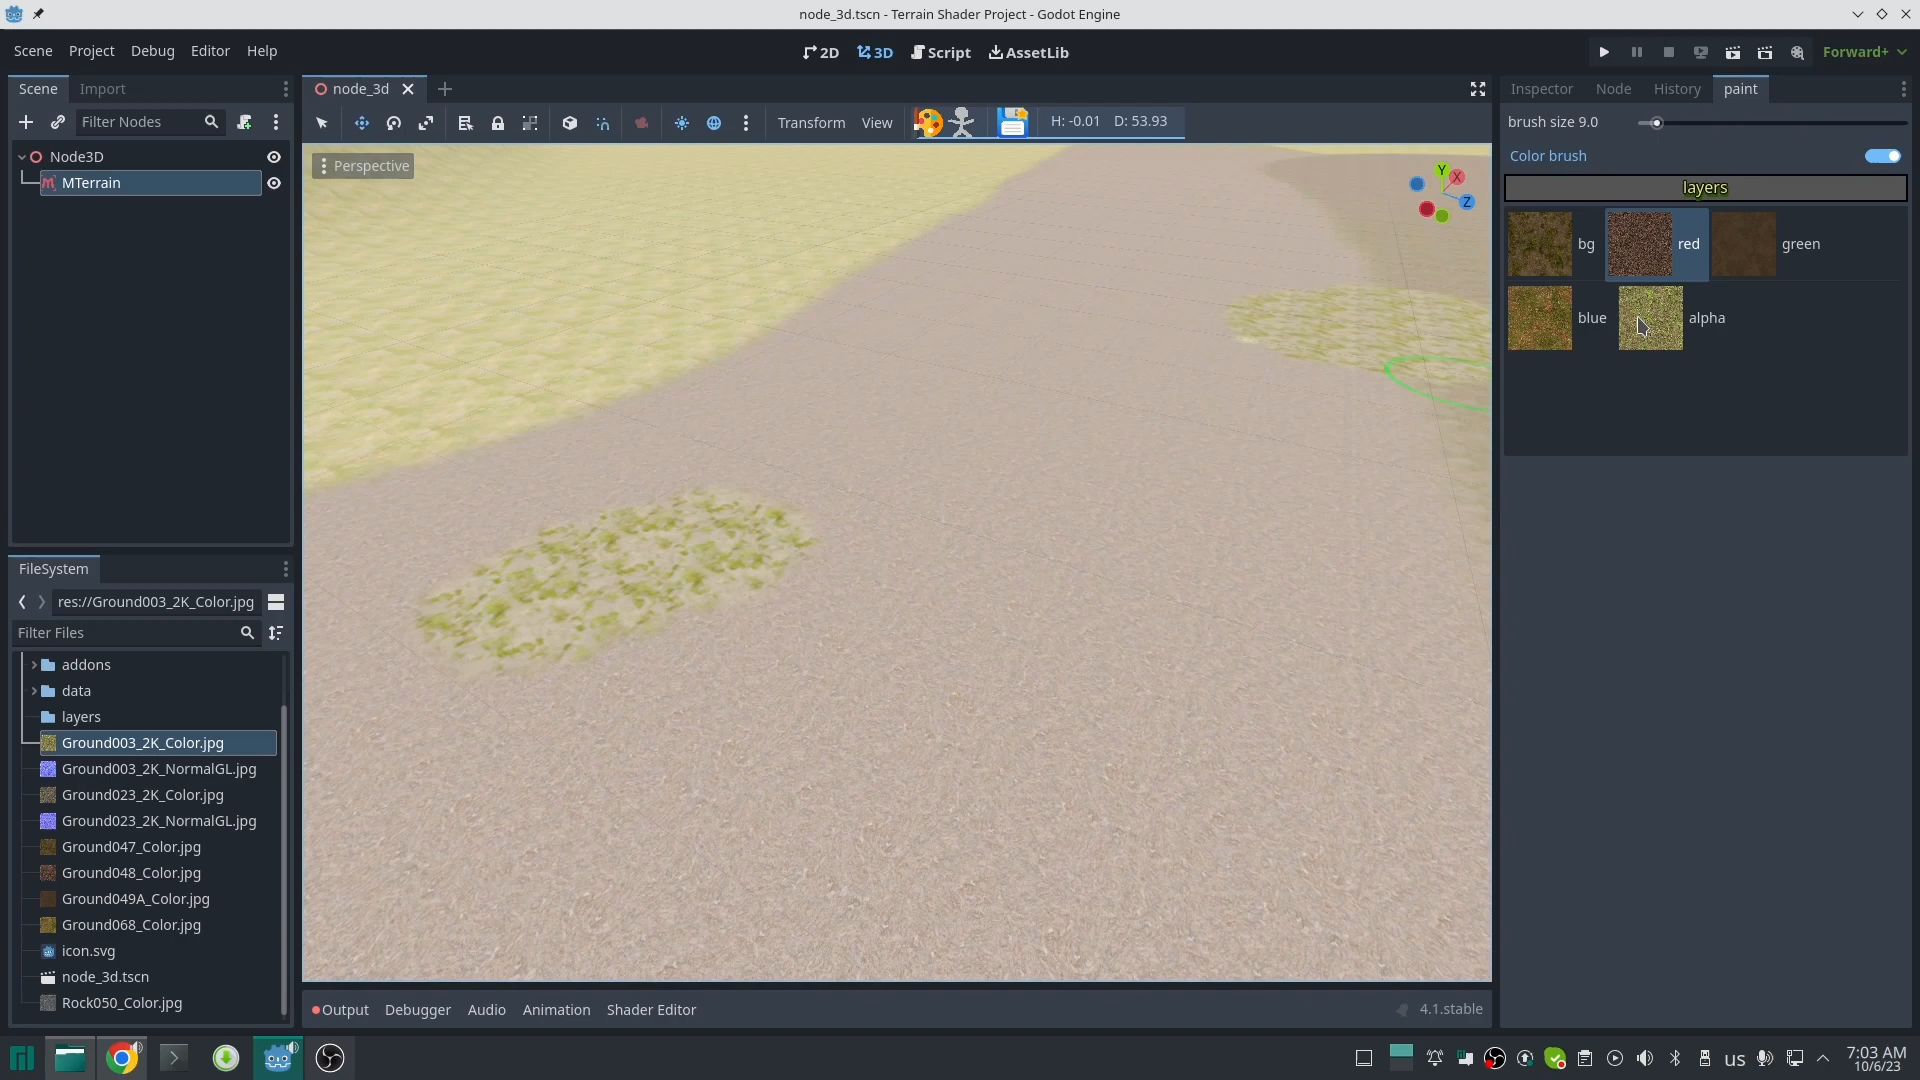 node_3d.tscn - Terrain Shader Project - Godot Engine
Scene Project Debug Editor Help
2D 3D Script AssetLib
Forward+
Scene Import
node_3d
Inspector Node History paint
Filter Nodes
Transform View
H: -0.01 D: 53.93
brush size 9.0
Node3D
MTerrain
Perspective
Y X Z
Color brush
layers
bg red green
blue alpha
FileSystem
res://Ground003_2K_Color.jpg
Filter Files
addons
data
layers
Ground003_2K_Color.jpg
Ground003_2K_NormalGL.jpg
Ground023_2K_Color.jpg
Ground023_2K_NormalGL.jpg
Ground047_Color.jpg
Ground048_Color.jpg
Ground049A_Color.jpg
Ground068_Color.jpg
icon.svg
node_3d.tscn
Rock050_Color.jpg
Output Debugger Audio Animation Shader Editor
4.1.stable
us
7:03 AM
10/6/23